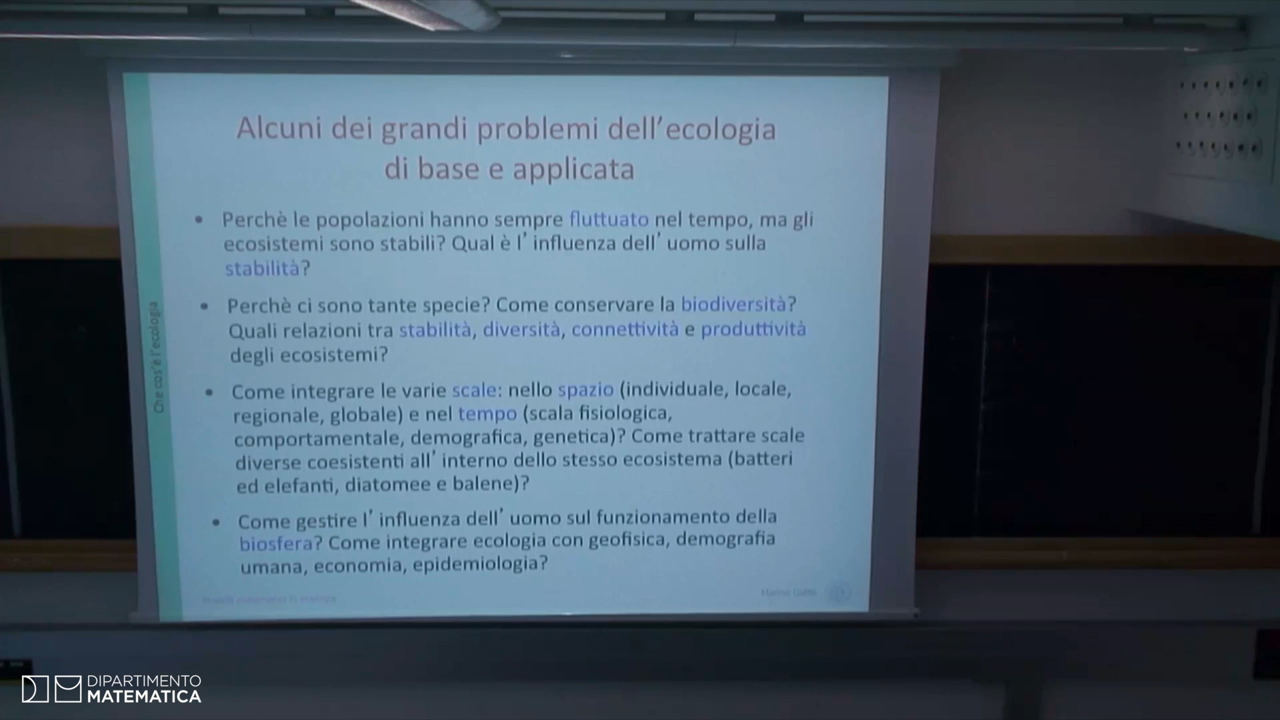 Alcuni dei grandi problemi dell'ecologia
di base e applicata
• Perchè le popolazioni hanno sempre fluttuato nel tempo, ma gli
ecosistemi sono stabili? Qual è l' influenza dell' uomo sulla
stabilità?
• Perchè ci sono tante specie? Come conservare la biodiversità?
Quali relazioni tra stabilità, diversità, connettività e produttività
degli ecosistemi?
• Come integrare le varie scale: nello spazio (individuale, locale,
regionale, globale) e nel tempo (scala fisiologica,
comportamentale, demografica, genetica)? Come trattare scale
diverse coesistenti all' interno dello stesso ecosistema (batteri
ed elefanti, diatomee e balene)?
• Come gestire l' influenza dell' uomo sul funzionamento della
biosfera? Come integrare ecologia con geofisica, demografia
umana, economia, epidemiologia?
Che cos'è l'ecologia
DIPARTIMENTO
MATEMATICA